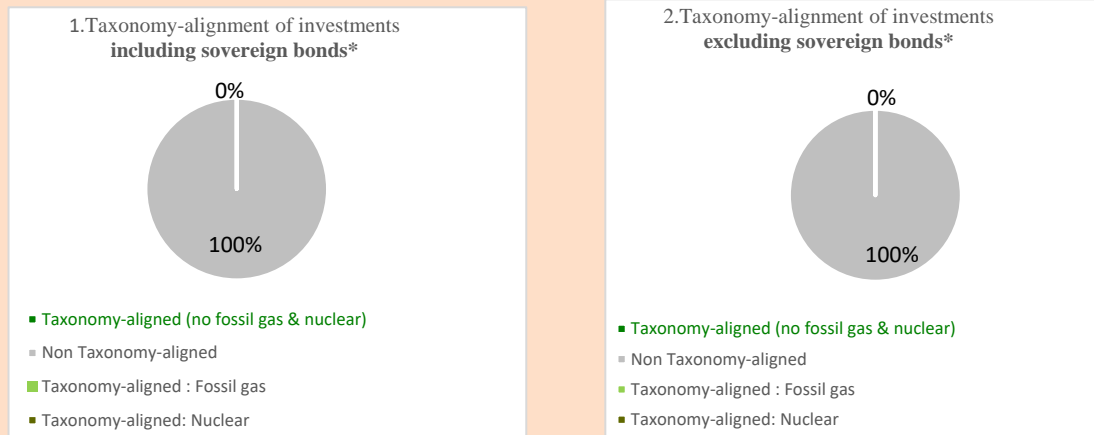 1.Taxonomy-alignment of investments
including sovereign bonds*
0%
100%
■ Taxonomy-aligned (no fossil gas & nuclear)
■ Non Taxonomy-aligned
■ Taxonomy-aligned : Fossil gas
■ Taxonomy-aligned: Nuclear
2.Taxonomy-alignment of investments
excluding sovereign bonds*
0%
100%
■ Taxonomy-aligned (no fossil gas & nuclear)
■ Non Taxonomy-aligned
■ Taxonomy-aligned : Fossil gas
■ Taxonomy-aligned: Nuclear